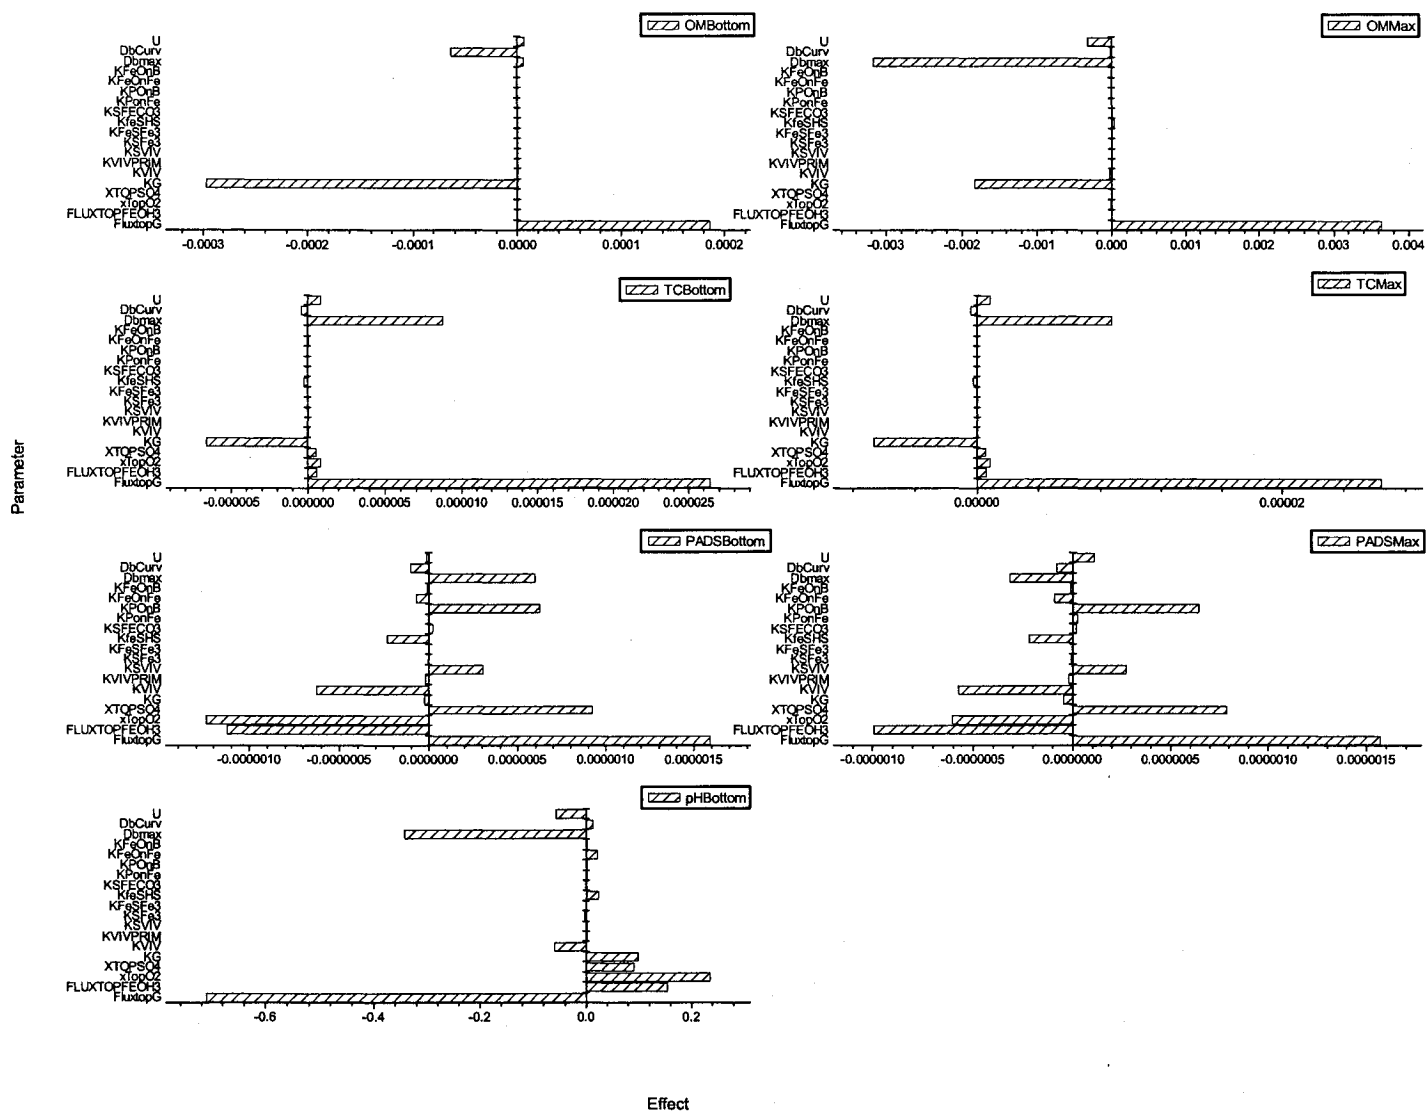 OMBottom
U
DbCurv
Dbmax
KFeOnB
KFeOnFe
KPOnB
KPonFe
KSFECO3
KfeSHS
KFeSFe3
KSFe3
KSVIV
KVIVPRIM
KVIV
KG
XTOPSO4
xTopO2
FLUXTOPFEOH3
FluxtopG
-0.0003 -0.0002 -0.0001 0.0000 0.0001 0.0002
OMMax
U
DbCurv
Dbmax
KFeOnB
KFeOnFe
KPOnB
KPonFe
KSFECO3
KfeSHS
KFeSFe3
KSFe3
KSVIV
KVIVPRIM
KVIV
KG
XTOPSO4
xTopO2
FLUXTOPFEOH3
FluxtopG
-0.003 -0.002 -0.001 0.000 0.001 0.002 0.003 0.004
TCBottom
U
DbCurv
Dbmax
KFeOnB
KFeOnFe
KPOnB
KPonFe
KSFECO3
KfeSHS
KFeSFe3
KSFe3
KSVIV
KVIVPRIM
KVIV
KG
XTOPSO4
xTopO2
FLUXTOPFEOH3
FluxtopG
-0.000005 0.000000 0.000005 0.000010 0.000015 0.000020 0.000025
TCMax
U
DbCurv
Dbmax
KFeOnB
KFeOnFe
KPOnB
KPonFe
KSFECO3
KfeSHS
KFeSFe3
KSFe3
KSVIV
KVIVPRIM
KVIV
KG
XTOPSO4
xTopO2
FLUXTOPFEOH3
FluxtopG
0.00000 0.00002
Parameter
PADSBottom
U
DbCurv
Dbmax
KFeOnB
KFeOnFe
KPOnB
KPonFe
KSFECO3
KfeSHS
KFeSFe3
KSFe3
KSVIV
KVIVPRIM
KVIV
KG
XTOPSO4
xTopO2
FLUXTOPFEOH3
FluxtopG
-0.0000010 -0.0000005 0.0000000 0.0000005 0.0000010 0.0000015
PADSMax
U
DbCurv
Dbmax
KFeOnB
KFeOnFe
KPOnB
KPonFe
KSFECO3
KfeSHS
KFeSFe3
KSFe3
KSVIV
KVIVPRIM
KVIV
KG
XTOPSO4
xTopO2
FLUXTOPFEOH3
FluxtopG
-0.0000010 -0.0000005 0.0000000 0.0000005 0.0000010 0.0000015
pHBottom
U
DbCurv
Dbmax
KFeOnB
KFeOnFe
KPOnB
KPonFe
KSFECO3
KfeSHS
KFeSFe3
KSFe3
KSVIV
KVIVPRIM
KVIV
KG
XTOPSO4
xTopO2
FLUXTOPFEOH3
FluxtopG
-0.6 -0.4 -0.2 0.0 0.2
Effect